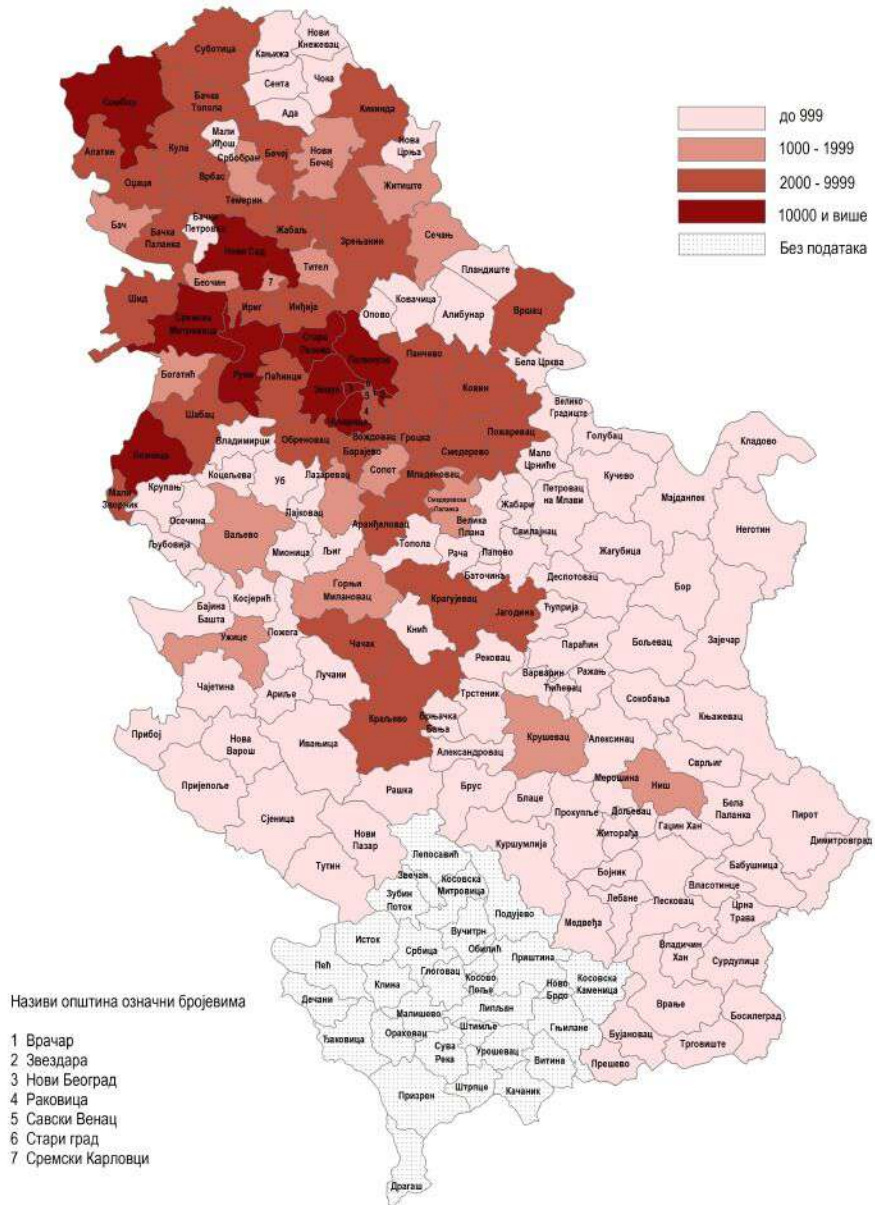 Суботица
Кањижа
Нови
Кнежевац
Сента
Чока
Ада
Сомбор
Бачка
Топола
Кикинда
Мали
Иђош
Нова
Црња
Апатин
Кула
Србобран
Бечеј
Нови
Бечеј
Оџаци
Врбас
Житиште
Темерин
Бач
Бачка
Паланка
Бачки
Петровац
Жабаљ
Зрењанин
Сечањ
Нови Сад
Тител
Беочин
7
Пландиште
Шид
Сремска
Митровица
Ириг
Инђија
Опово
Ковачица
Алибунар
Вршац
Стара
Пазова
Палилула
Панчево
Бела Црква
Богатић
Рума
Пећинци
Земун
3
6
5
4
Ковин
Велико
Градиште
Шабац
Чукарица
Владимирци
Обреновац
Вождовац
Гроцка
Пожаревац
Голубац
Кладово
Лозница
Барајево
Смедерево
Мало
Црниће
Кучево
Мали
Зворник
Крупањ
Коцељева
Уб
Лазаревац
Сопот
Младеновац
Петровац
на Млави
Мајданпек
Осечина
Лајковац
Смедеревска
Паланка
Жабари
Неготин
Љубовија
Ваљево
Аранђеловац
Велика
Плана
Свилајнац
Мионица
Љиг
Топола
Рача
Лапово
Жагубица
Баточина
Деспотовац
Бор
Бајина
Башта
Косјерић
Горњи
Милановац
Крагујевац
Јагодина
Ћуприја
Ужице
Пожега
Чачак
Кнић
Параћин
Бољевац
Зајечар
Чајетина
Ариље
Лучани
Рековац
Варварин
Ражањ
Ћићевац
Трстеник
Сокобања
Књажевац
Краљево
Врњачка
Бања
Прибој
Нова
Варош
Ивањица
Александровац
Крушевац
Алексинац
Сврљиг
Пријепоље
Мерошина
Ниш
Рашка
Брус
Блаце
Прокупље
Дољевац
Гаџин Хан
Бела
Паланка
Пирот
Сјеница
Нови
Пазар
Куршумлија
Житорађа
Димитровград
Тутин
Лепосавић
Бојник
Бабушница
Звечан
Косовска
Митровица
Зубин
Поток
Лебане
Лесковац
Власотинце
Црна
Трава
Подујево
Медвеђа
Вучитрн
Исток
Србица
Обилић
Приштина
Владичин
Хан
Сурдулица
Пећ
Глоговац
Косово
Поље
Ново
Брдо
Косовска
Каменица
Клина
Дечани
Малишево
Липљан
Врање
Босилеград
Ђаковица
Ораховац
Штимље
Гњилане
Бујановац
Сува
Река
Урошевац
Витина
Трговиште
Прешево
Призрен
Штрпце
Качаник
Драгаш
до 999
1000 - 1999
2000 - 9999
10000 и више
Без података
Називи општина означни бројевима
1 Врачар
2 Звездара
3 Нови Београд
4 Раковица
5 Савски Венац
6 Стари град
7 Сремски Карловци